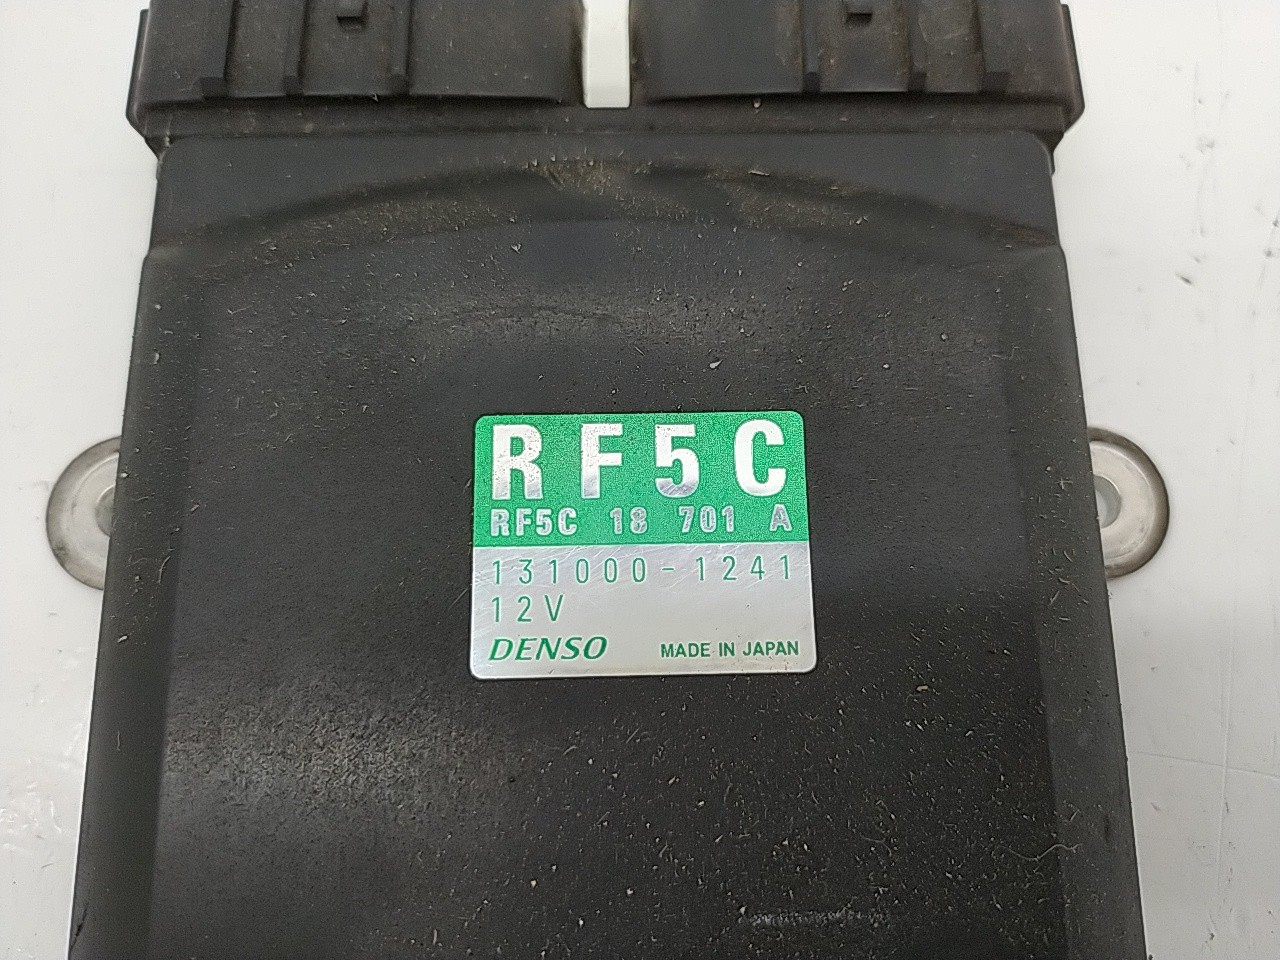 RF5C
RF5C 18 701 A
131000-1241
12V
DENSO MADE IN JAPAN